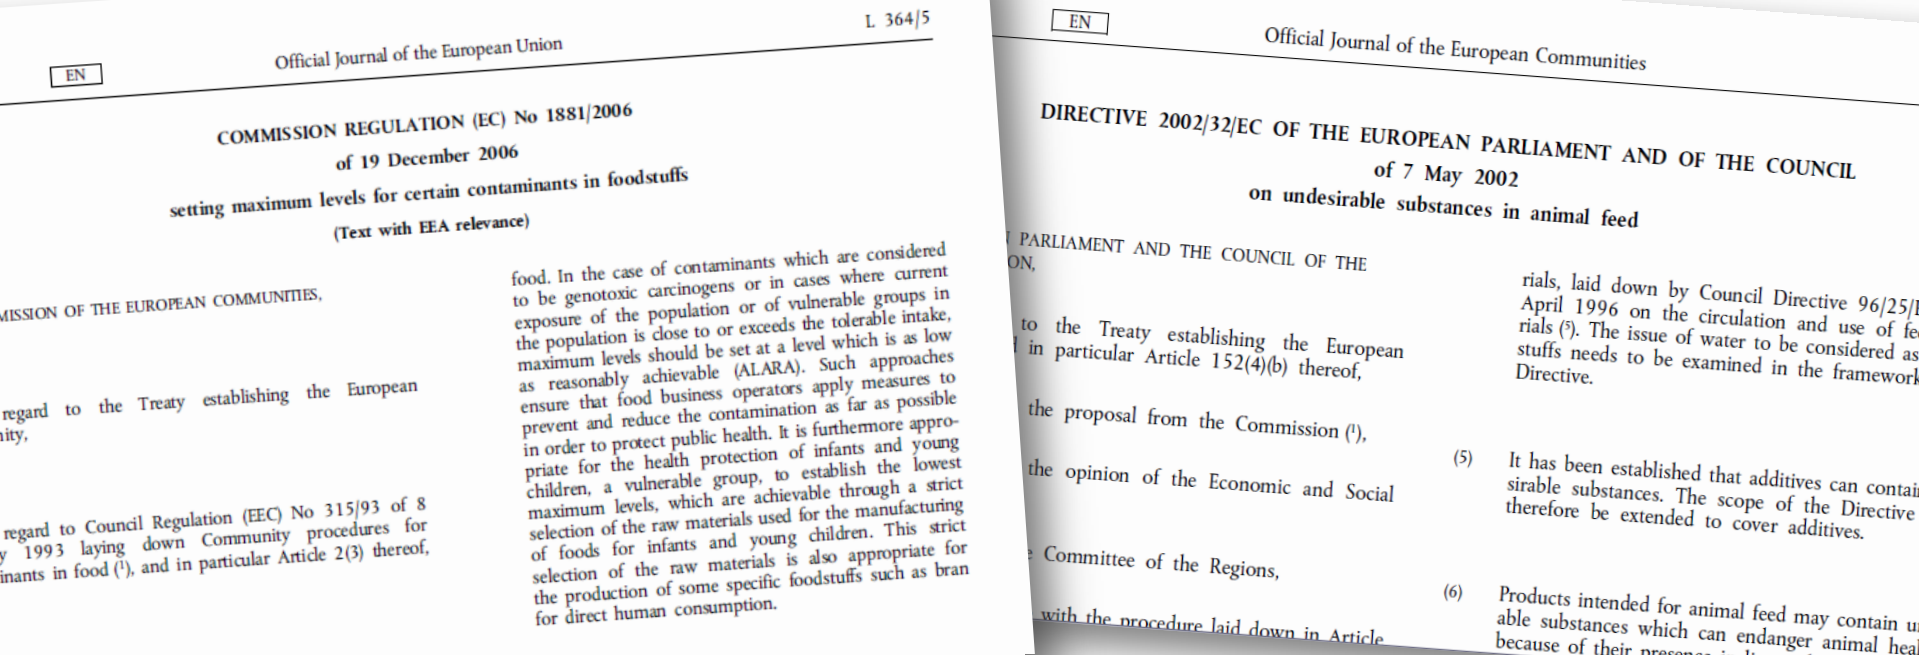 L 364/5
EN
Official Journal of the European Union
COMMISSION REGULATION (EC) No 1881/2006
of 19 December 2006
setting maximum levels for certain contaminants in foodstuffs
(Text with EEA relevance)
MISSION OF THE EUROPEAN COMMUNITIES,
regard to the Treaty establishing the European
nity,
regard to Council Regulation (EEC) No 315/93 of 8
y 1993 laying down Community procedures for
inants in food (¹), and in particular Article 2(3) thereof,
food. In the case of contaminants which are considered
to be genotoxic carcinogens or in cases where current
exposure of the population or of vulnerable groups in
the population is close to or exceeds the tolerable intake,
maximum levels should be set at a level which is as low
as reasonably achievable (ALARA). Such approaches
ensure that food business operators apply measures to
prevent and reduce the contamination as far as possible
in order to protect public health. It is furthermore appro-
priate for the health protection of infants and young
children, a vulnerable group, to establish the lowest
maximum levels, which are achievable through a strict
selection of the raw materials used for the manufacturing
of foods for infants and young children. This strict
selection of the raw materials is also appropriate for
the production of some specific foodstuffs such as bran
for direct human consumption.
EN
Official Journal of the European Communities
DIRECTIVE 2002/32/EC OF THE EUROPEAN PARLIAMENT AND OF THE COUNCIL
of 7 May 2002
on undesirable substances in animal feed
PARLIAMENT AND THE COUNCIL OF THE
ON,
to the Treaty establishing the European
in particular Article 152(4)(b) thereof,
the proposal from the Commission (¹),
the opinion of the Economic and Social
Committee of the Regions,
with the procedure laid down in Article
rials, laid down by Council Directive 96/25/
April 1996 on the circulation and use of fe
rials (⁵). The issue of water to be considered as
stuffs needs to be examined in the framework
Directive.
(5) It has been established that additives can contai
sirable substances. The scope of the Directive
therefore be extended to cover additives.
(6) Products intended for animal feed may contain u
able substances which can endanger animal heal
because of their